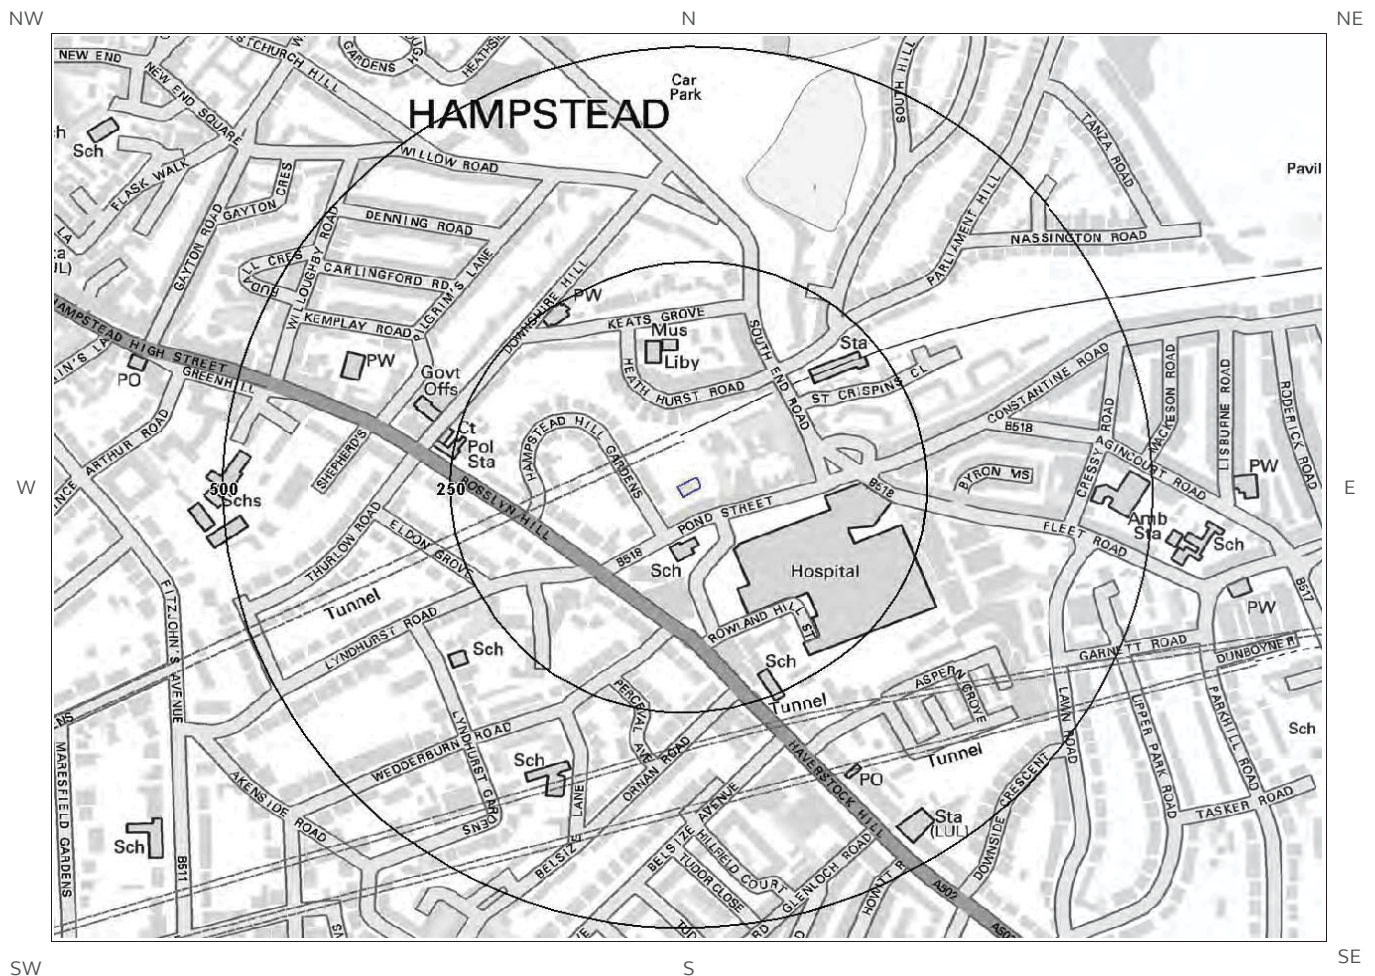 NW
N
NE
NEW END
NEW END SQUARE
GARDENS
Car
Park
HAMPSTEAD
SOUTH HILL
TANZA ROAD
Sch
FLASK WALK
WILLOW ROAD
Pavil
GAYTON CRES
GAYTON ROAD
DENNING ROAD
WILLOUGHBY ROAD
PARLIAMENT HILL
NASSINGTON ROAD
CARLINGFORD RD
PILGRIM'S LANE
KEMPLAY ROAD
DOWNSHIRE HILL
PW
KEATS GROVE
Mus
Liby
SOUTH END ROAD
Sta
HAMPSTEAD HIGH STREET
GREENHILL
PO
PW
Govt
Offs
HEATH HURST ROAD
ST CRISPINS CL
CONSTANTINE ROAD
B518
MACKESON ROAD
LISBURNE ROAD
RODERICK ROAD
ARTHUR ROAD
SHEPHERD'S
Ct
Pol
Sta
HAMPSTEAD HILL GARDENS
AGINCOURT ROAD
CRESSY ROAD
BYRON MS
PW
W
500
Schs
250
ROSSLYN HILL
POND STREET
B518
E
THURLOW ROAD
ELDON GROVE
B518
Sch
Hospital
FLEET ROAD
Amb
Sta
Sch
B517
PW
Tunnel
FITZJOHN'S AVENUE
LYNDHURST ROAD
ROWLAND HILL ST
Sch
Sch
Tunnel
GARNETT ROAD
DUNBOYNE R
ASPERN GROVE
PERCEVAL AVE
LYNDHURST GARDENS
WEDDERBURN ROAD
ORNAN ROAD
LAWN ROAD
UPPER PARK ROAD
PARKHILL ROAD
Sch
MARESFIELD GARDENS
Sch
HAVERSTOCK HILL
PO
Tunnel
DOWNSIDE CRESCENT
TASKER ROAD
AKENSIDE ROAD
Sch
B511
BELSIZE LANE
BELSIZE AVENUE
HILLFIELD COURT
TUDOR CLOSE
GLENLOCH ROAD
Sta
(LUL)
HOWITT R
A502
SW
S
SE